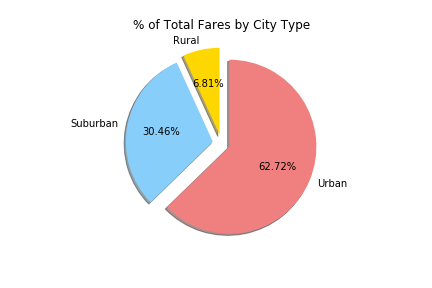 % of Total Fares by City Type
Rural
6.81%
Suburban
30.46%
62.72%
Urban